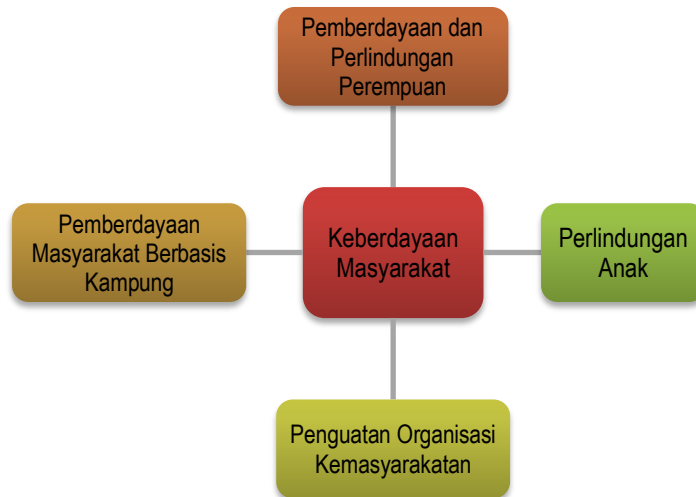 Pemberdayaan dan
Perlindungan
Perempuan
Pemberdayaan
Masyarakat Berbasis
Kampung
Keberdayaan
Masyarakat
Perlindungan
Anak
Penguatan Organisasi
Kemasyarakatan